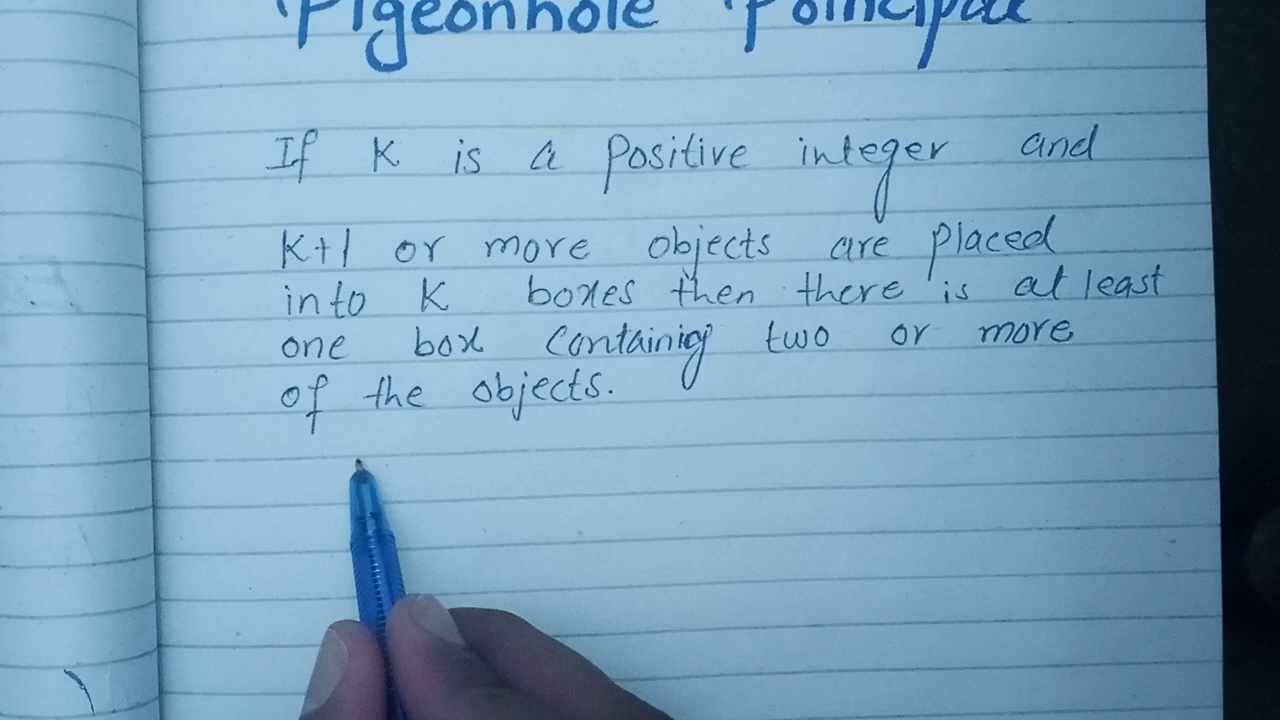 Pigeonhole Principal
If K is a Positive integer and
K+1 or more objects are placed
into K boxes then there is at least
one box Containing two or more
of the objects.